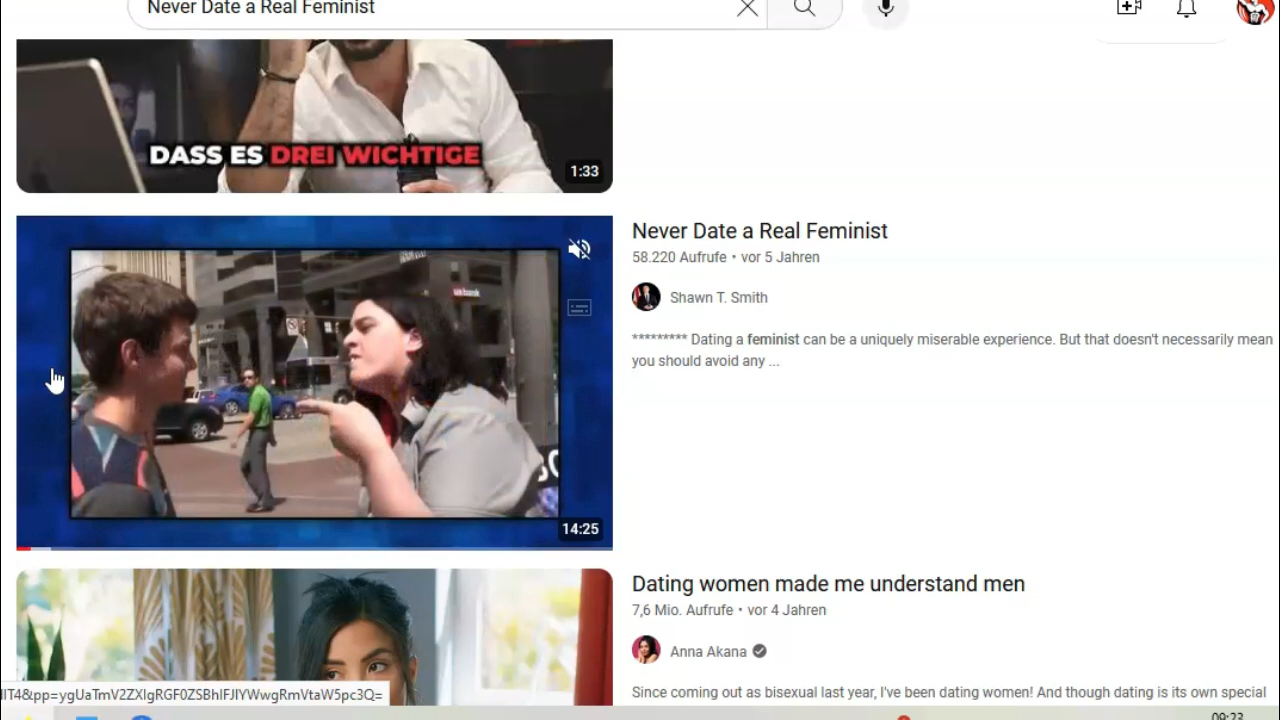 Never Date a Real Feminist
DASS ES DREI WICHTIGE
1:33
Never Date a Real Feminist
58.220 Aufrufe • vor 5 Jahren
Shawn T. Smith
********* Dating a feminist can be a uniquely miserable experience. But that doesn't necessarily mean
you should avoid any ...
usbank
14:25
Dating women made me understand men
7,6 Mio. Aufrufe • vor 4 Jahren
Anna Akana
Since coming out as bisexual last year, I've been dating women! And though dating is its own special
09:23